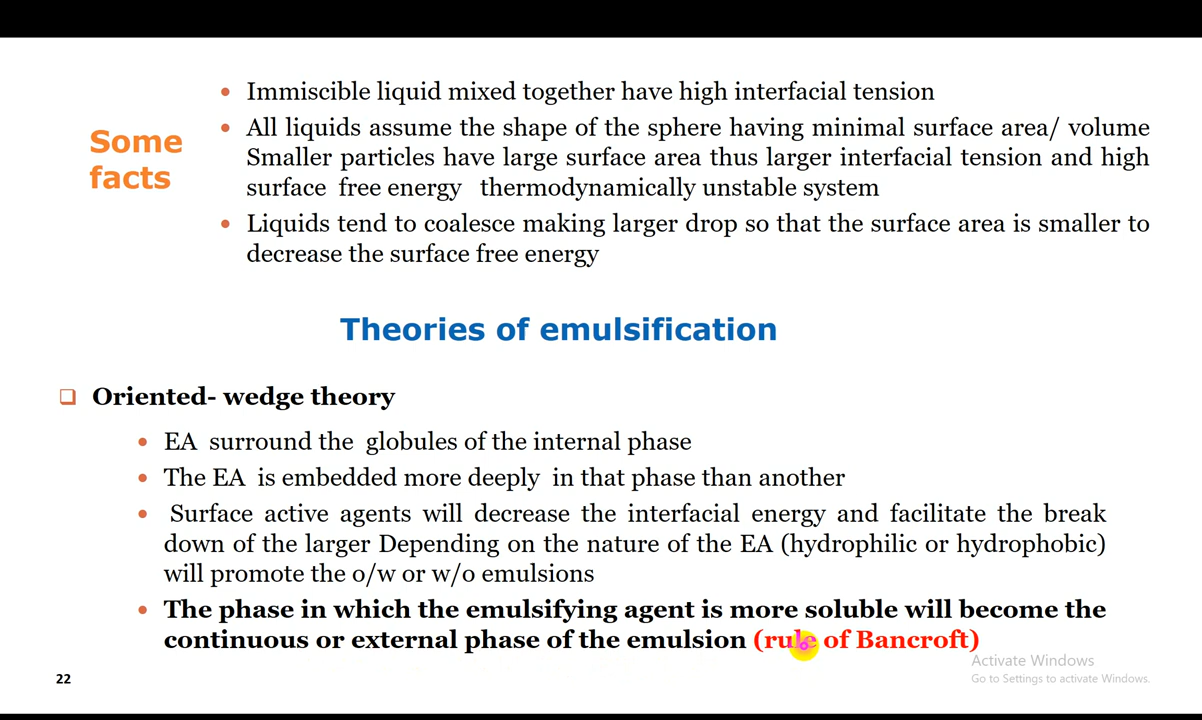 Some
facts
Immiscible liquid mixed together have high interfacial tension
All liquids assume the shape of the sphere having minimal surface area/ volume
Smaller particles have large surface area thus larger interfacial tension and high
surface free energy thermodynamically unstable system
Liquids tend to coalesce making larger drop so that the surface area is smaller to
decrease the surface free energy
Theories of emulsification
Oriented- wedge theory
EA surround the globules of the internal phase
The EA is embedded more deeply in that phase than another
Surface active agents will decrease the interfacial energy and facilitate the break
down of the larger Depending on the nature of the EA (hydrophilic or hydrophobic)
will promote the o/w or w/o emulsions
The phase in which the emulsifying agent is more soluble will become the
continuous or external phase of the emulsion (rule of Bancroft)
Activate Windows
Go to Settings to activate Windows.
22